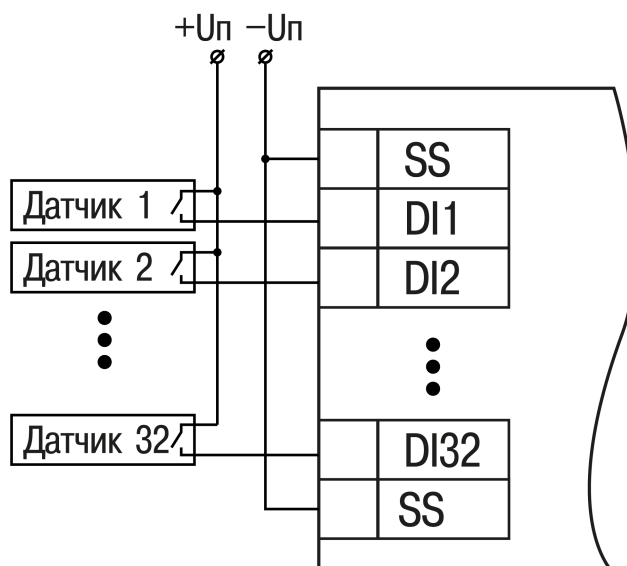 +Uп −Uп
SS
Датчик 1
DI1
Датчик 2
DI2
Датчик 32
DI32
SS